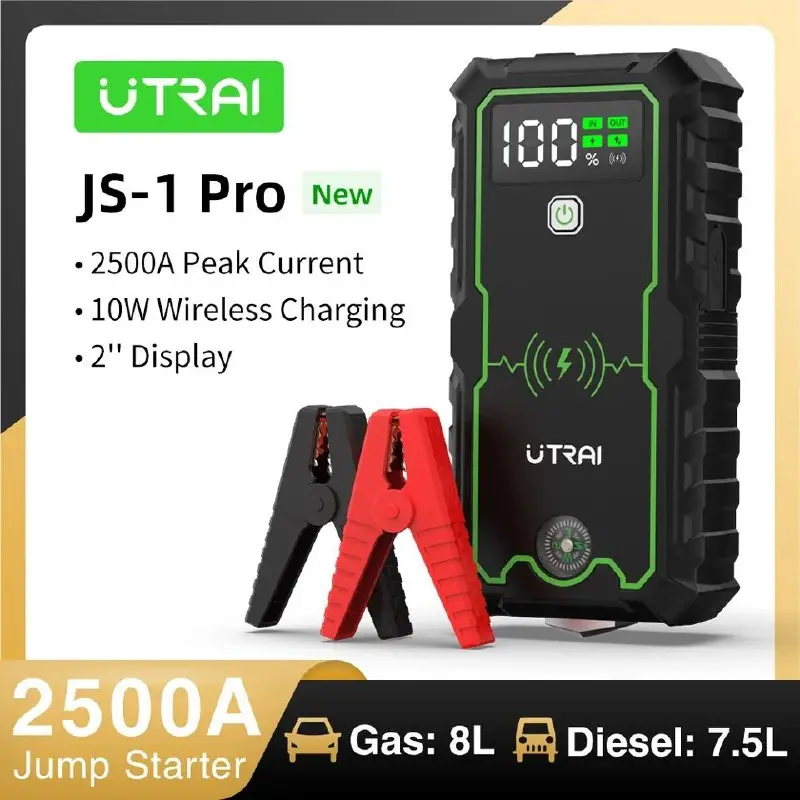 UTRAI
JS-1 Pro New
• 2500A Peak Current
• 10W Wireless Charging
• 2'' Display
100%
IN OUT
UTRAI
2500A
Jump Starter
Gas: 8L
Diesel: 7.5L